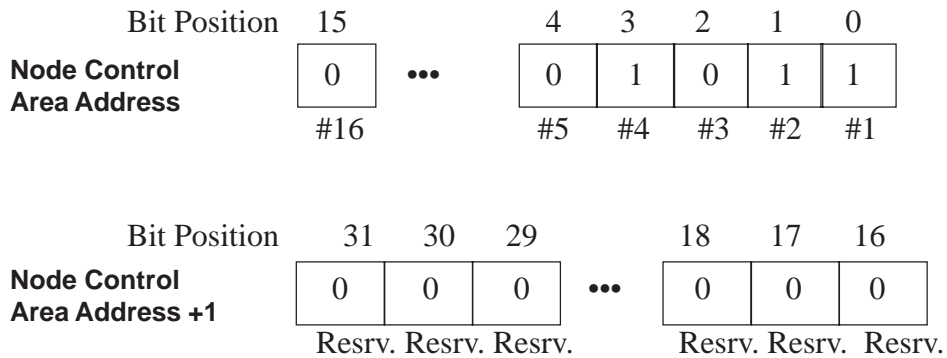 Bit Position 15 4 3 2 1 0
Node Control
Area Address
0 ••• 0 1 0 1 1
#16 #5 #4 #3 #2 #1
Bit Position 31 30 29 18 17 16
Node Control
Area Address +1
0 0 0 ••• 0 0 0
Resrv. Resrv. Resrv. Resrv. Resrv. Resrv.